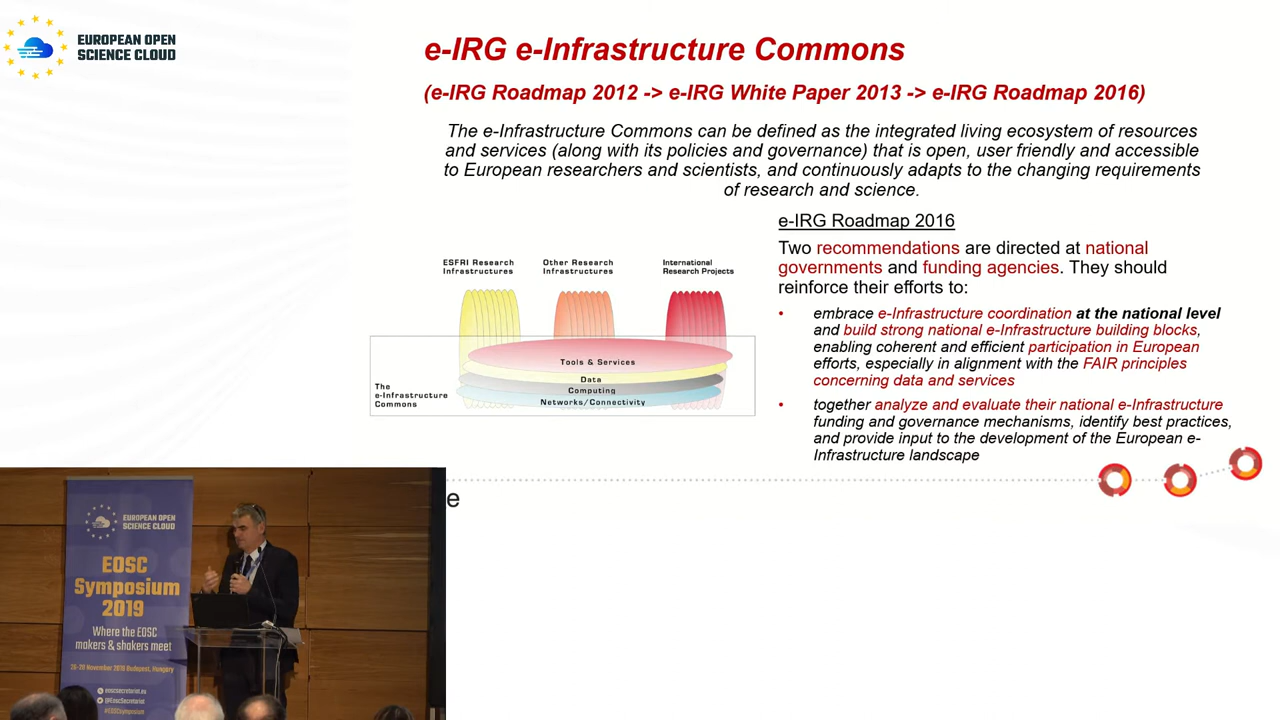 EUROPEAN OPEN
SCIENCE CLOUD
e-IRG e-Infrastructure Commons
(e-IRG Roadmap 2012 -> e-IRG White Paper 2013 -> e-IRG Roadmap 2016)
The e-Infrastructure Commons can be defined as the integrated living ecosystem of resources
and services (along with its policies and governance) that is open, user friendly and accessible
to European researchers and scientists, and continuously adapts to the changing requirements
of research and science.
ESFRI Research
Infrastructures
Other Research
Infrastructures
International
Research Projects
Tools & Services
Data
Computing
Networks/Connectivity
The
e-Infrastructure
Commons
e-IRG Roadmap 2016
Two recommendations are directed at national
governments and funding agencies. They should
reinforce their efforts to:
• embrace e-Infrastructure coordination at the national level
and build strong national e-Infrastructure building blocks,
enabling coherent and efficient participation in European
efforts, especially in alignment with the FAIR principles
concerning data and services
• together analyze and evaluate their national e-Infrastructure
funding and governance mechanisms, identify best practices,
and provide input to the development of the European e-
Infrastructure landscape
e
EUROPEAN OPEN
SCIENCE CLOUD
EOSC
Symposium
2019
Where the EOSC
makers & shakers meet
26-28 November 2019 Budapest, Hungary
eoscsecretariat.eu
@EoscSecretariat
#EOSCsymposium